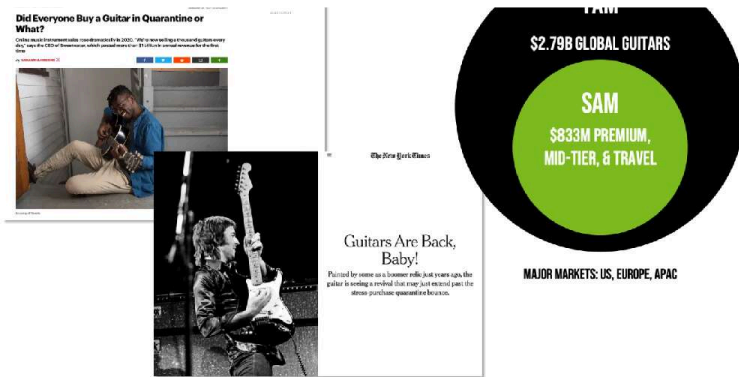 Did Everyone Buy a Guitar in Quarantine or
What?
Online music instrument sales rose dramatically in 2020. "We're now selling a thousand guitars every
day," says the CEO of Sweetwater, which passed more than $1 billion in annual revenue for the first
time
By
The New York Times
Guitars Are Back,
Baby!
Painted by some as a boomer relic just years ago, the
guitar is seeing a revival that may just extend past the
stress-purchase quarantine bounce.
TAM
$2.79B GLOBAL GUITARS
SAM
$833M PREMIUM,
MID-TIER, & TRAVEL
MAJOR MARKETS: US, EUROPE, APAC